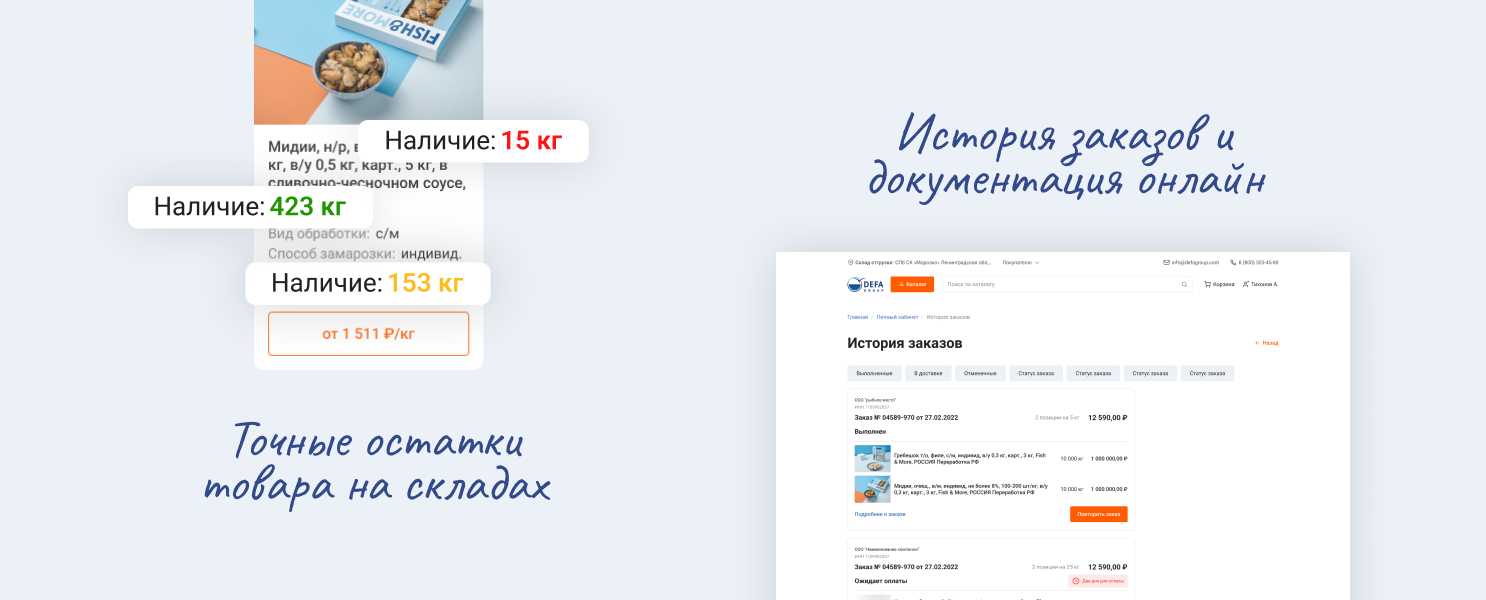 FISH
&MORE
Мидии, н/р, в
кг, в/у 0,5 кг, карт., 5 кг, в
сливочно-чесночном соусе,
Наличие: 15 кг
Наличие: 423 кг
Вид обработки: с/м
Способ заморозки: индивид.
Наличие: 153 кг
от 1 511 ₽/кг
Точные остатки
товара на складах
История заказов и
документация онлайн
Склад отгрузки: СПб СК «Морозко» Ленинградская обл,...
Покупателю
info@defagroup.com
8 (800) 505-45-60
DEFA
GROUP
Каталог
Поиск по каталогу
Корзина
Тихонов А.
Главная / Личный кабинет / История заказов
История заказов
Назад
Выполненные
В доставке
Отмененные
Статус заказа
Статус заказа
Статус заказа
Статус заказа
ООО "рыбное место"
Заказ № 04589-970 от 27.02.2022
2 позиции на 5 кг
12 590,00 ₽
Выполнен
Гребешок т/о, филе, с/м, индивид, в/у 0,3 кг, карт., 3 кг, Fish
& More, РОССИЯ Переработка РФ
10 000 кг
1 000 000,00 ₽
Мидии, очищ., в/м, индивид, не более 8%, 100-200 шт/кг, в/у
0,3 кг, карт., 3 кг, Fish & More, РОССИЯ Переработка РФ
10 000 кг
1 000 000,00 ₽
Подробнее о заказе
Повторить заказ
ООО "Наименование компании"
Заказ № 04589-970 от 27.02.2022
2 позиции на 25 кг
12 590,00 ₽
Ожидает оплаты
Два дня для оплаты